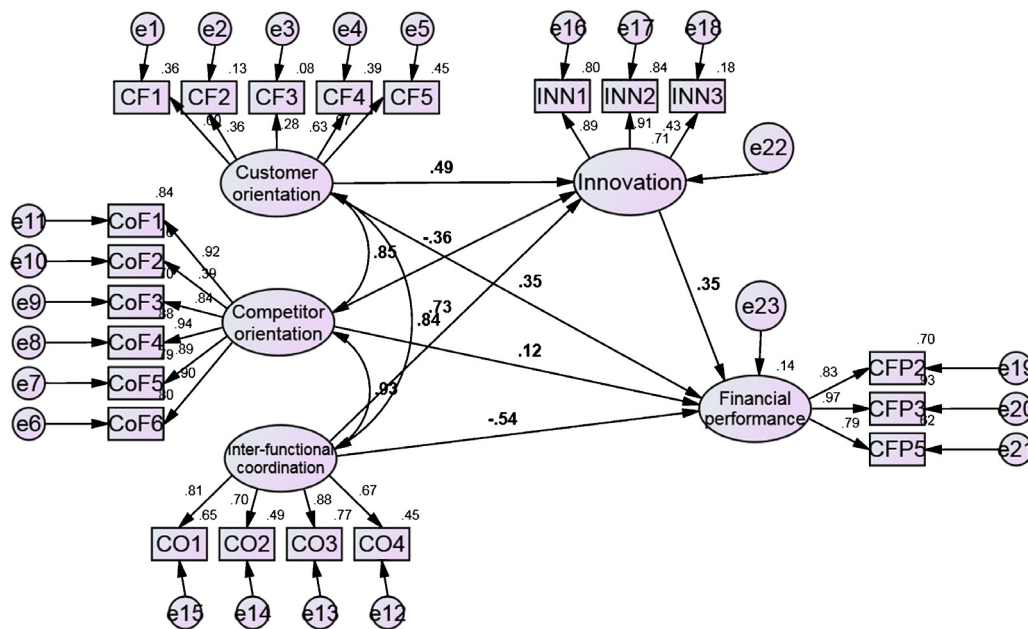 e1 e2 e3 e4 e5 e16 e17 e18
.36 .13 .08 .39 .45 .80 .84 .18
CF1 CF2 CF3 CF4 CF5 INN1 INN2 INN3
.36 .28 .63 .89 .91 .43 .71
e22
Customer
orientation
.49
Innovation
.84
e11 CoF1
.92
-.36
.85
e10 CoF2
.39
.35
.35
e9 CoF3
.84
.73
e23
.84
Competitor
orientation
e8 CoF4
.94
.12
.14
.70
.89
e7 CoF5
.90
.83 CFP2 e19
.93
Financial
performance
.97 CFP3 e20
e6 CoF6
-.54
.79 CFP5 e21
.93
Inter-functional
coordination
.81 .70 .88 .67
.65 .49 .77 .45
CO1 CO2 CO3 CO4
e15 e14 e13 e12